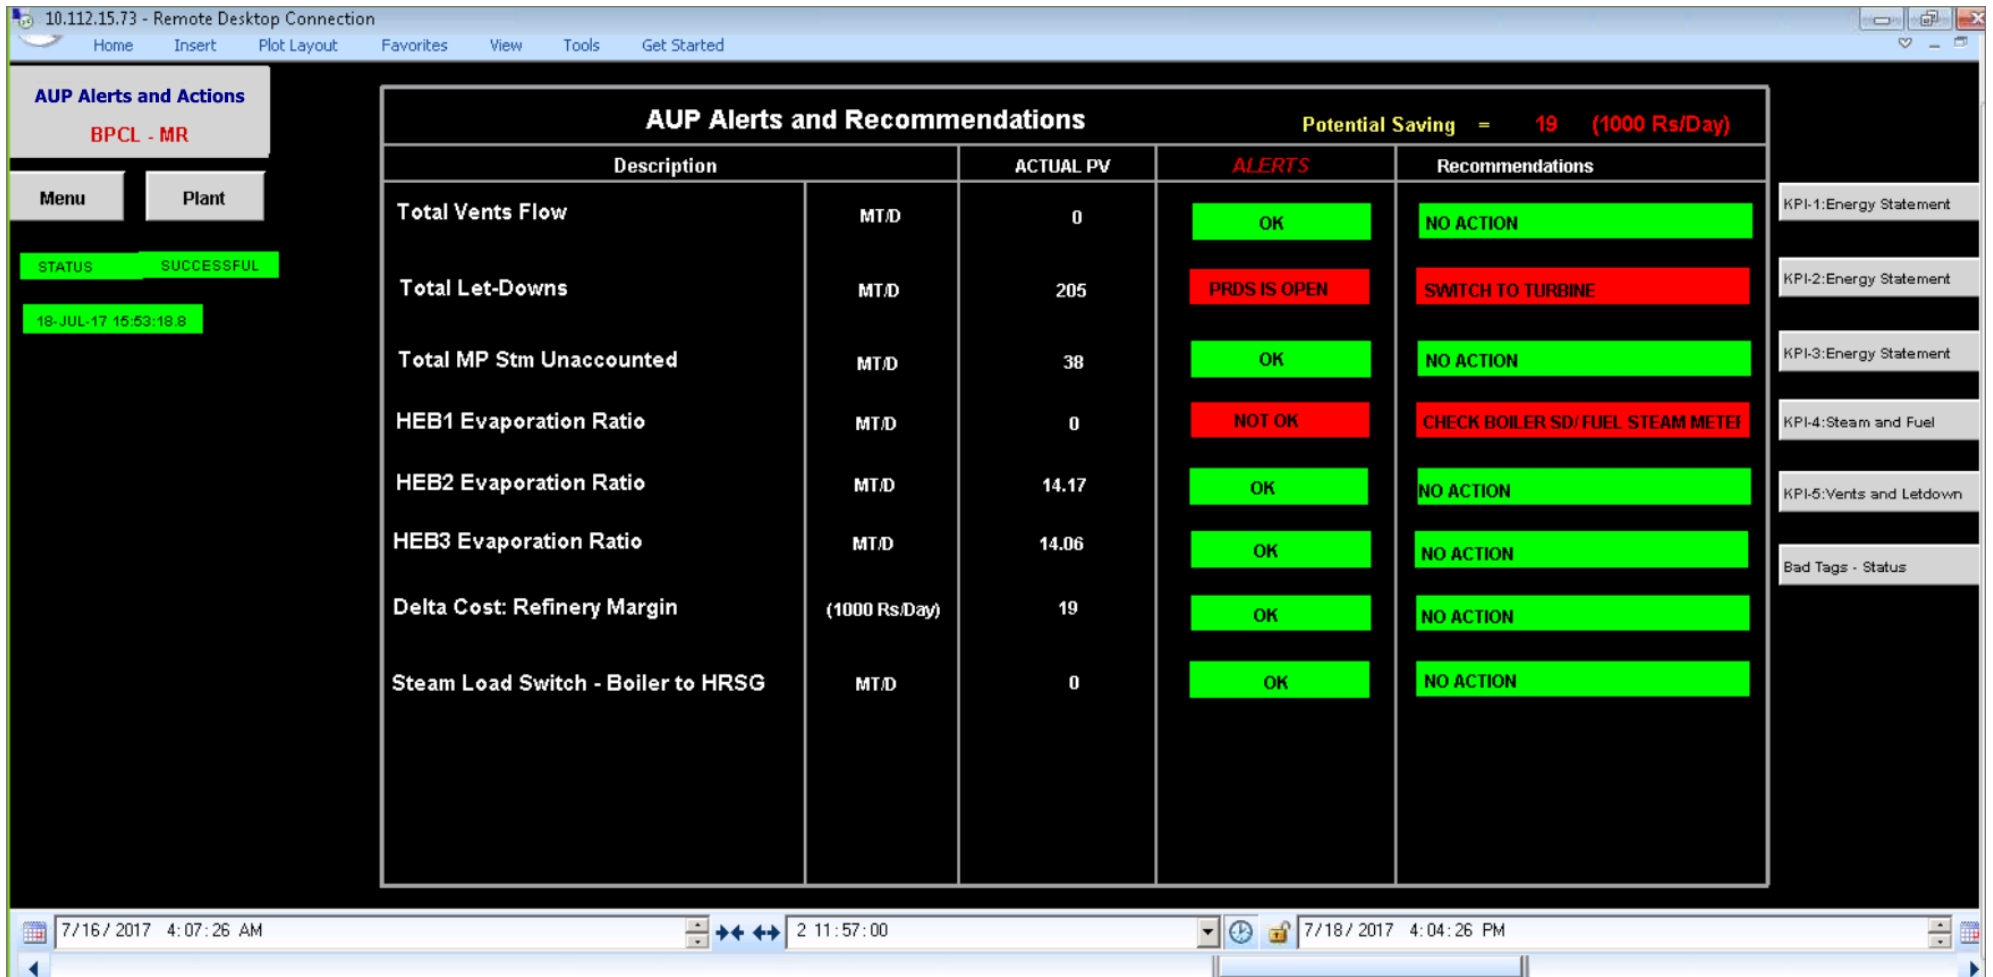 10.112.15.73 - Remote Desktop Connection
Home Insert Plot Layout Favorites View Tools Get Started
AUP Alerts and Actions
BPCL - MR
Menu Plant
STATUS SUCCESSFUL
18-JUL-17 15:53:18.8
AUP Alerts and Recommendations Potential Saving = 19 (1000 Rs/Day)
Description ACTUAL PV ALERTS Recommendations
Total Vents Flow MT/D 0 OK NO ACTION
Total Let-Downs MT/D 205 PRDS IS OPEN SWITCH TO TURBINE
Total MP Stm Unaccounted MT/D 38 OK NO ACTION
HEB1 Evaporation Ratio MT/D 0 NOT OK CHECK BOILER SD/ FUEL STEAM METER
HEB2 Evaporation Ratio MT/D 14.17 OK NO ACTION
HEB3 Evaporation Ratio MT/D 14.06 OK NO ACTION
Delta Cost: Refinery Margin (1000 Rs/Day) 19 OK NO ACTION
Steam Load Switch - Boiler to HRSG MT/D 0 OK NO ACTION
KPI-1:Energy Statement
KPI-2:Energy Statement
KPI-3:Energy Statement
KPI-4:Steam and Fuel
KPI-5:Vents and Letdown
Bad Tags - Status
7/16/2017 4:07:26 AM 2 11:57:00 7/18/2017 4:04:26 PM